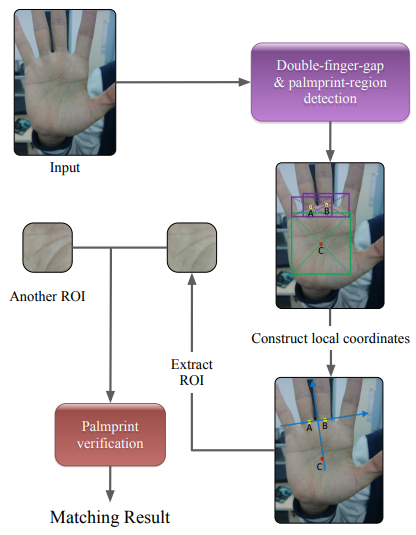 Input
Double-finger-gap
& palmprint-region
detection
A B
C
Construct local coordinates
A B
C
Another ROI
Extract
ROI
Palmprint
verification
Matching Result